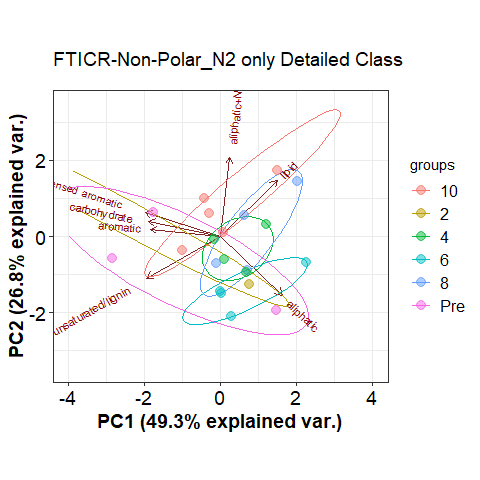 FTICR-Non-Polar_N2 only Detailed Class
aliphatic+N
lipid
ensed aromatic
carbohydrate
aromatic
unsaturated/lignin
aliphatic
PC2 (26.8% explained var.)
2
0
-2
-4
-2
0
2
4
PC1 (49.3% explained var.)
groups
10
2
4
6
8
Pre